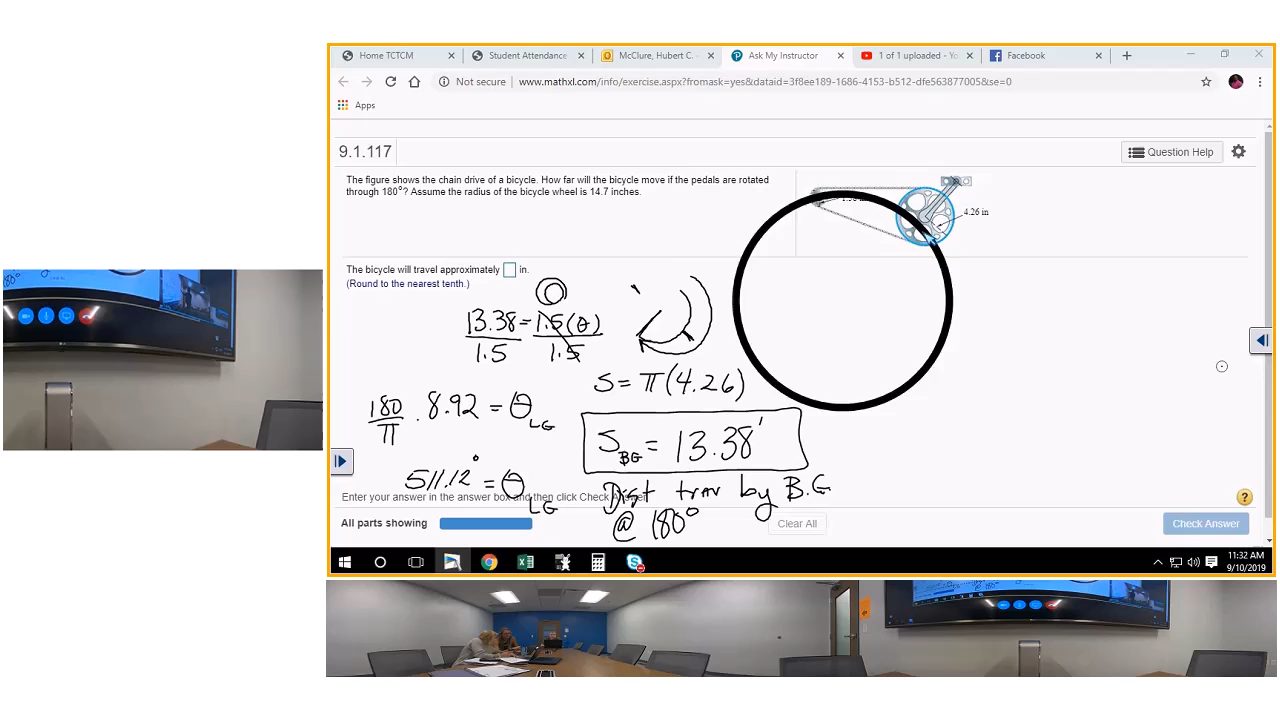 Home TCTCM
Student Attendance
McClure, Hubert C. -
Ask My Instructor
1 of 1 uploaded - Yo
Facebook
Not secure
www.mathxl.com/info/exercise.aspx?fromask=yes&dataid=3f8ee189-1686-4153-b512-dfe563877005&se=0
Apps
9.1.117
Question Help
The figure shows the chain drive of a bicycle. How far will the bicycle move if the pedals are rotated
through 180°? Assume the radius of the bicycle wheel is 14.7 inches.
4.26 in
The bicycle will travel approximately in.
(Round to the nearest tenth.)
13.38 = 1.5(θ)
1.5 1.5
S = π(4.26)
180/π · 8.92 = θ LG
S BG = 13.38'
511.12° = θ LG
Dist trav by B.G
@ 180°
Enter your answer in the answer box and then click Check Answer.
All parts showing
Clear All
Check Answer
11:32 AM
9/10/2019